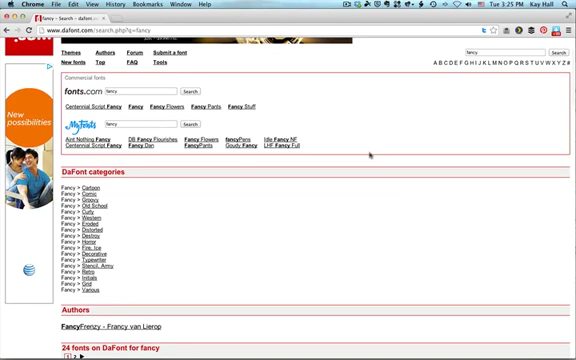 Chrome File Edit View History Bookmarks Window Help
Tue 3:25 PM Kay Hall
fancy - Search - dafont.com
www.dafont.com/search.php?q=fancy
Themes Authors Forum Submit a font
fancy Search
New fonts Top FAQ Tools
A B C D E F G H I J K L M N O P Q R S T U V W X Y Z #
Commercial fonts
fonts.com fancy Search
Centennial Script Fancy Fancy Fancy Flowers Fancy Pants Fancy Stuff
MyFonts fancy Search
Aint Nothing Fancy DB Fancy Flourishes Fancy Flowers fancyPens Idle Fancy NF
Centennial Script Fancy Fancy Dan FancyPants Goudy Fancy LHF Fancy Full
New possibilities
DaFont categories
Fancy > Cartoon
Fancy > Comic
Fancy > Groovy
Fancy > Old School
Fancy > Curly
Fancy > Western
Fancy > Eroded
Fancy > Distorted
Fancy > Destroy
Fancy > Horror
Fancy > Fire, Ice
Fancy > Decorative
Fancy > Typewriter
Fancy > Stencil, Army
Fancy > Retro
Fancy > Initials
Fancy > Grid
Fancy > Various
at&t
Authors
FancyFrenzy - Francy van Lierop
24 fonts on DaFont for fancy
1 2